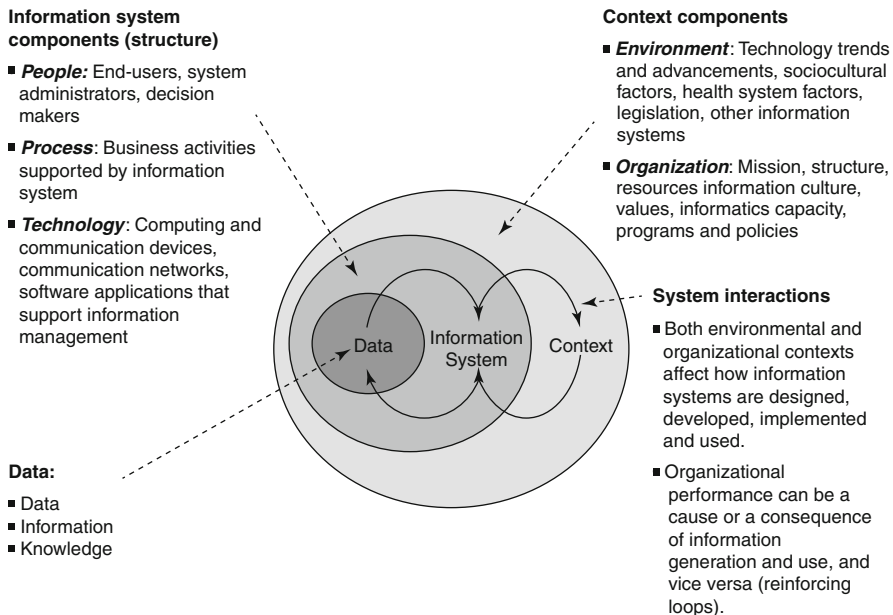 Information system
components (structure)
▪ People: End-users, system
administrators, decision
makers
▪ Process: Business activities
supported by information
system
▪ Technology: Computing and
communication devices,
communication networks,
software applications that
support information
management
Context components
▪ Environment: Technology trends
and advancements, sociocultural
factors, health system factors,
legislation, other information
systems
▪ Organization: Mission, structure,
resources information culture,
values, informatics capacity,
programs and policies
Data
Information
System
Context
System interactions
▪ Both environmental and
organizational contexts
affect how information
systems are designed,
developed, implemented
and used.
▪ Organizational
performance can be a
cause or a consequence
of information
generation and use, and
vice versa (reinforcing
loops).
Data:
▪ Data
▪ Information
▪ Knowledge